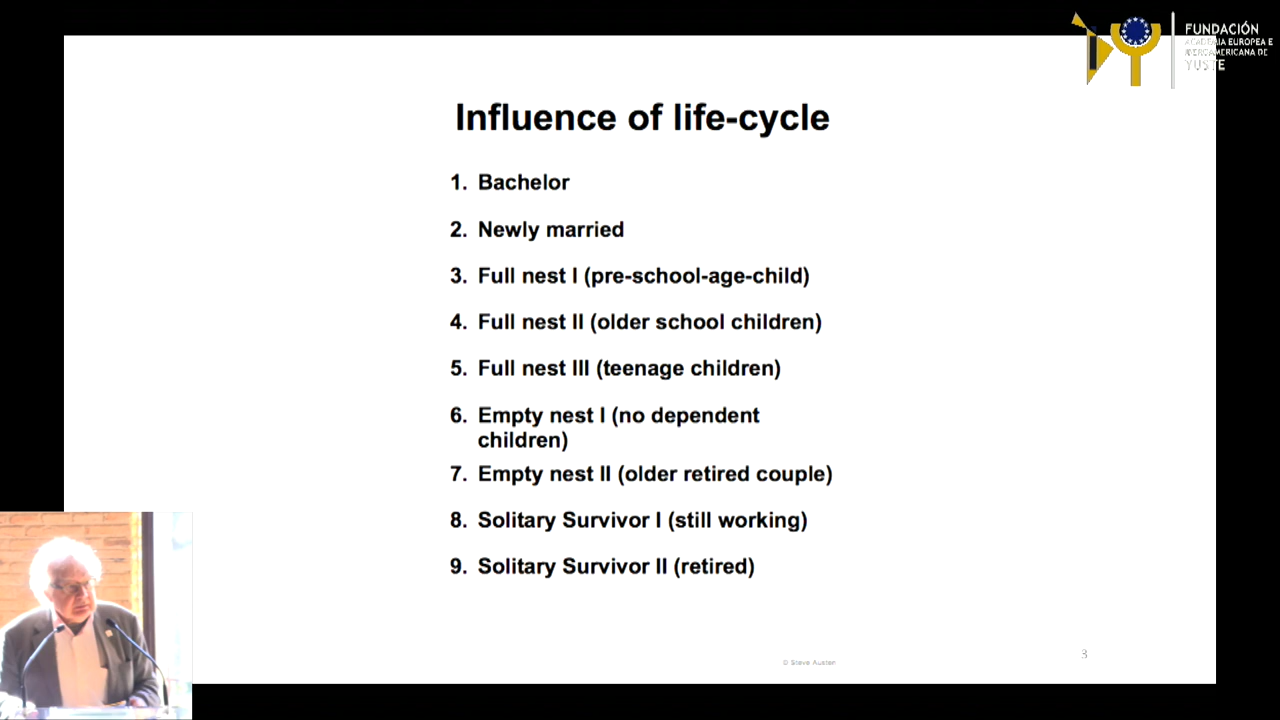 FUNDACIÓN
ACADEMIA EUROPEA E
IBEROAMERICANA DE
YUSTE
Influence of life-cycle
1. Bachelor
2. Newly married
3. Full nest I (pre-school-age-child)
4. Full nest II (older school children)
5. Full nest III (teenage children)
6. Empty nest I (no dependent
children)
7. Empty nest II (older retired couple)
8. Solitary Survivor I (still working)
9. Solitary Survivor II (retired)
3
© Steve Austen